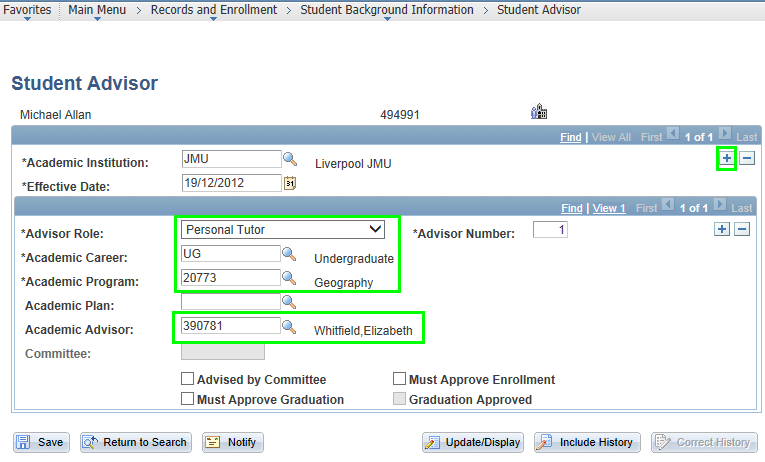 Favorites Main Menu > Records and Enrollment > Student Background Information > Student Advisor
Student Advisor
Michael Allan 494991
Find | View All First 1 of 1 Last
*Academic Institution: JMU Liverpool JMU
*Effective Date: 19/12/2012 31
Find | View 1 First 1 of 1 Last
*Advisor Role: Personal Tutor *Advisor Number: 1
*Academic Career: UG Undergraduate
*Academic Program: 20773 Geography
Academic Plan:
Academic Advisor: 390781 Whitfield,Elizabeth
Committee:
Advised by Committee Must Approve Enrollment
Must Approve Graduation Graduation Approved
Save Return to Search Notify Update/Display Include History Correct History